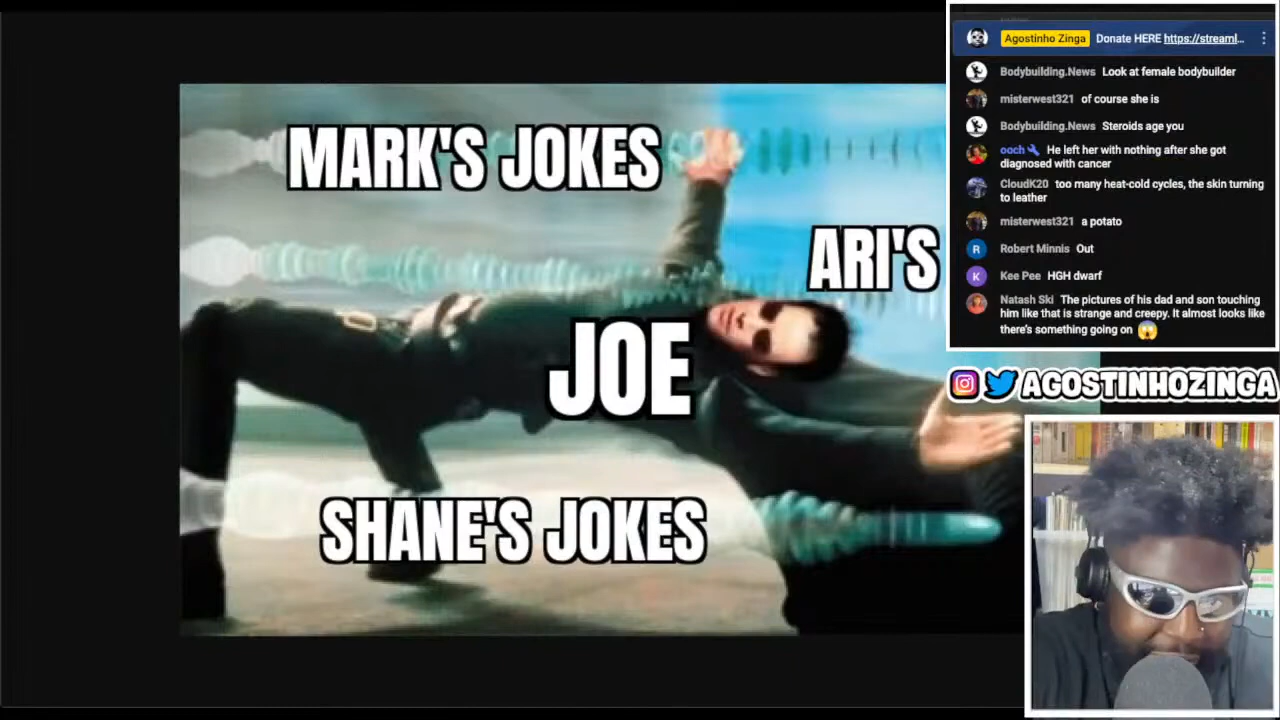 MARK'S JOKES
ARI'S
JOE
SHANE'S JOKES
Agostinho Zinga Donate HERE https://streaml...
Bodybuilding.News Look at female bodybuilder
misterwest321 of course she is
Bodybuilding.News Steroids age you
ooch He left her with nothing after she got
diagnosed with cancer
CloudK20 too many heat-cold cycles, the skin turning
to leather
misterwest321 a potato
R Robert Minnis Out
K Kee Pee HGH dwarf
Natash Ski The pictures of his dad and son touching
him like that is strange and creepy. It almost looks like
there's something going on 😱
AGOSTINHOZINGA